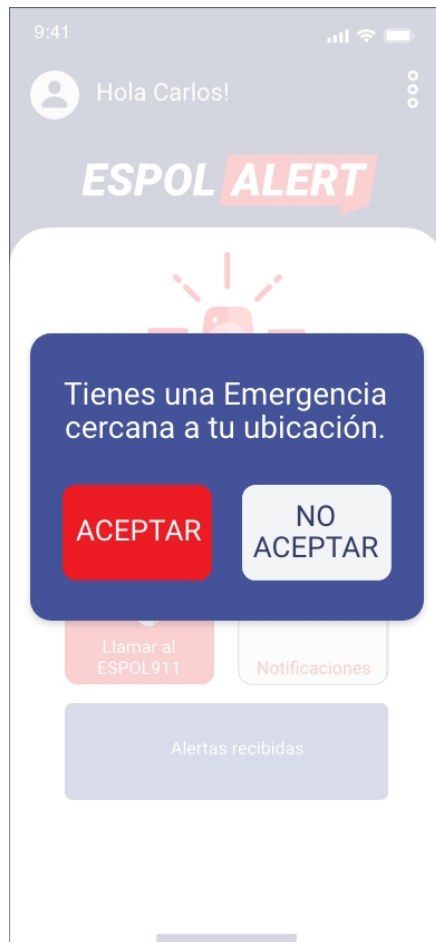 9:41
Hola Carlos!
ESPOL ALERT
Tienes una Emergencia
cercana a tu ubicación.
ACEPTAR
NO
ACEPTAR
Llamar al
ESPOL911
Notificaciones
Alertas recibidas